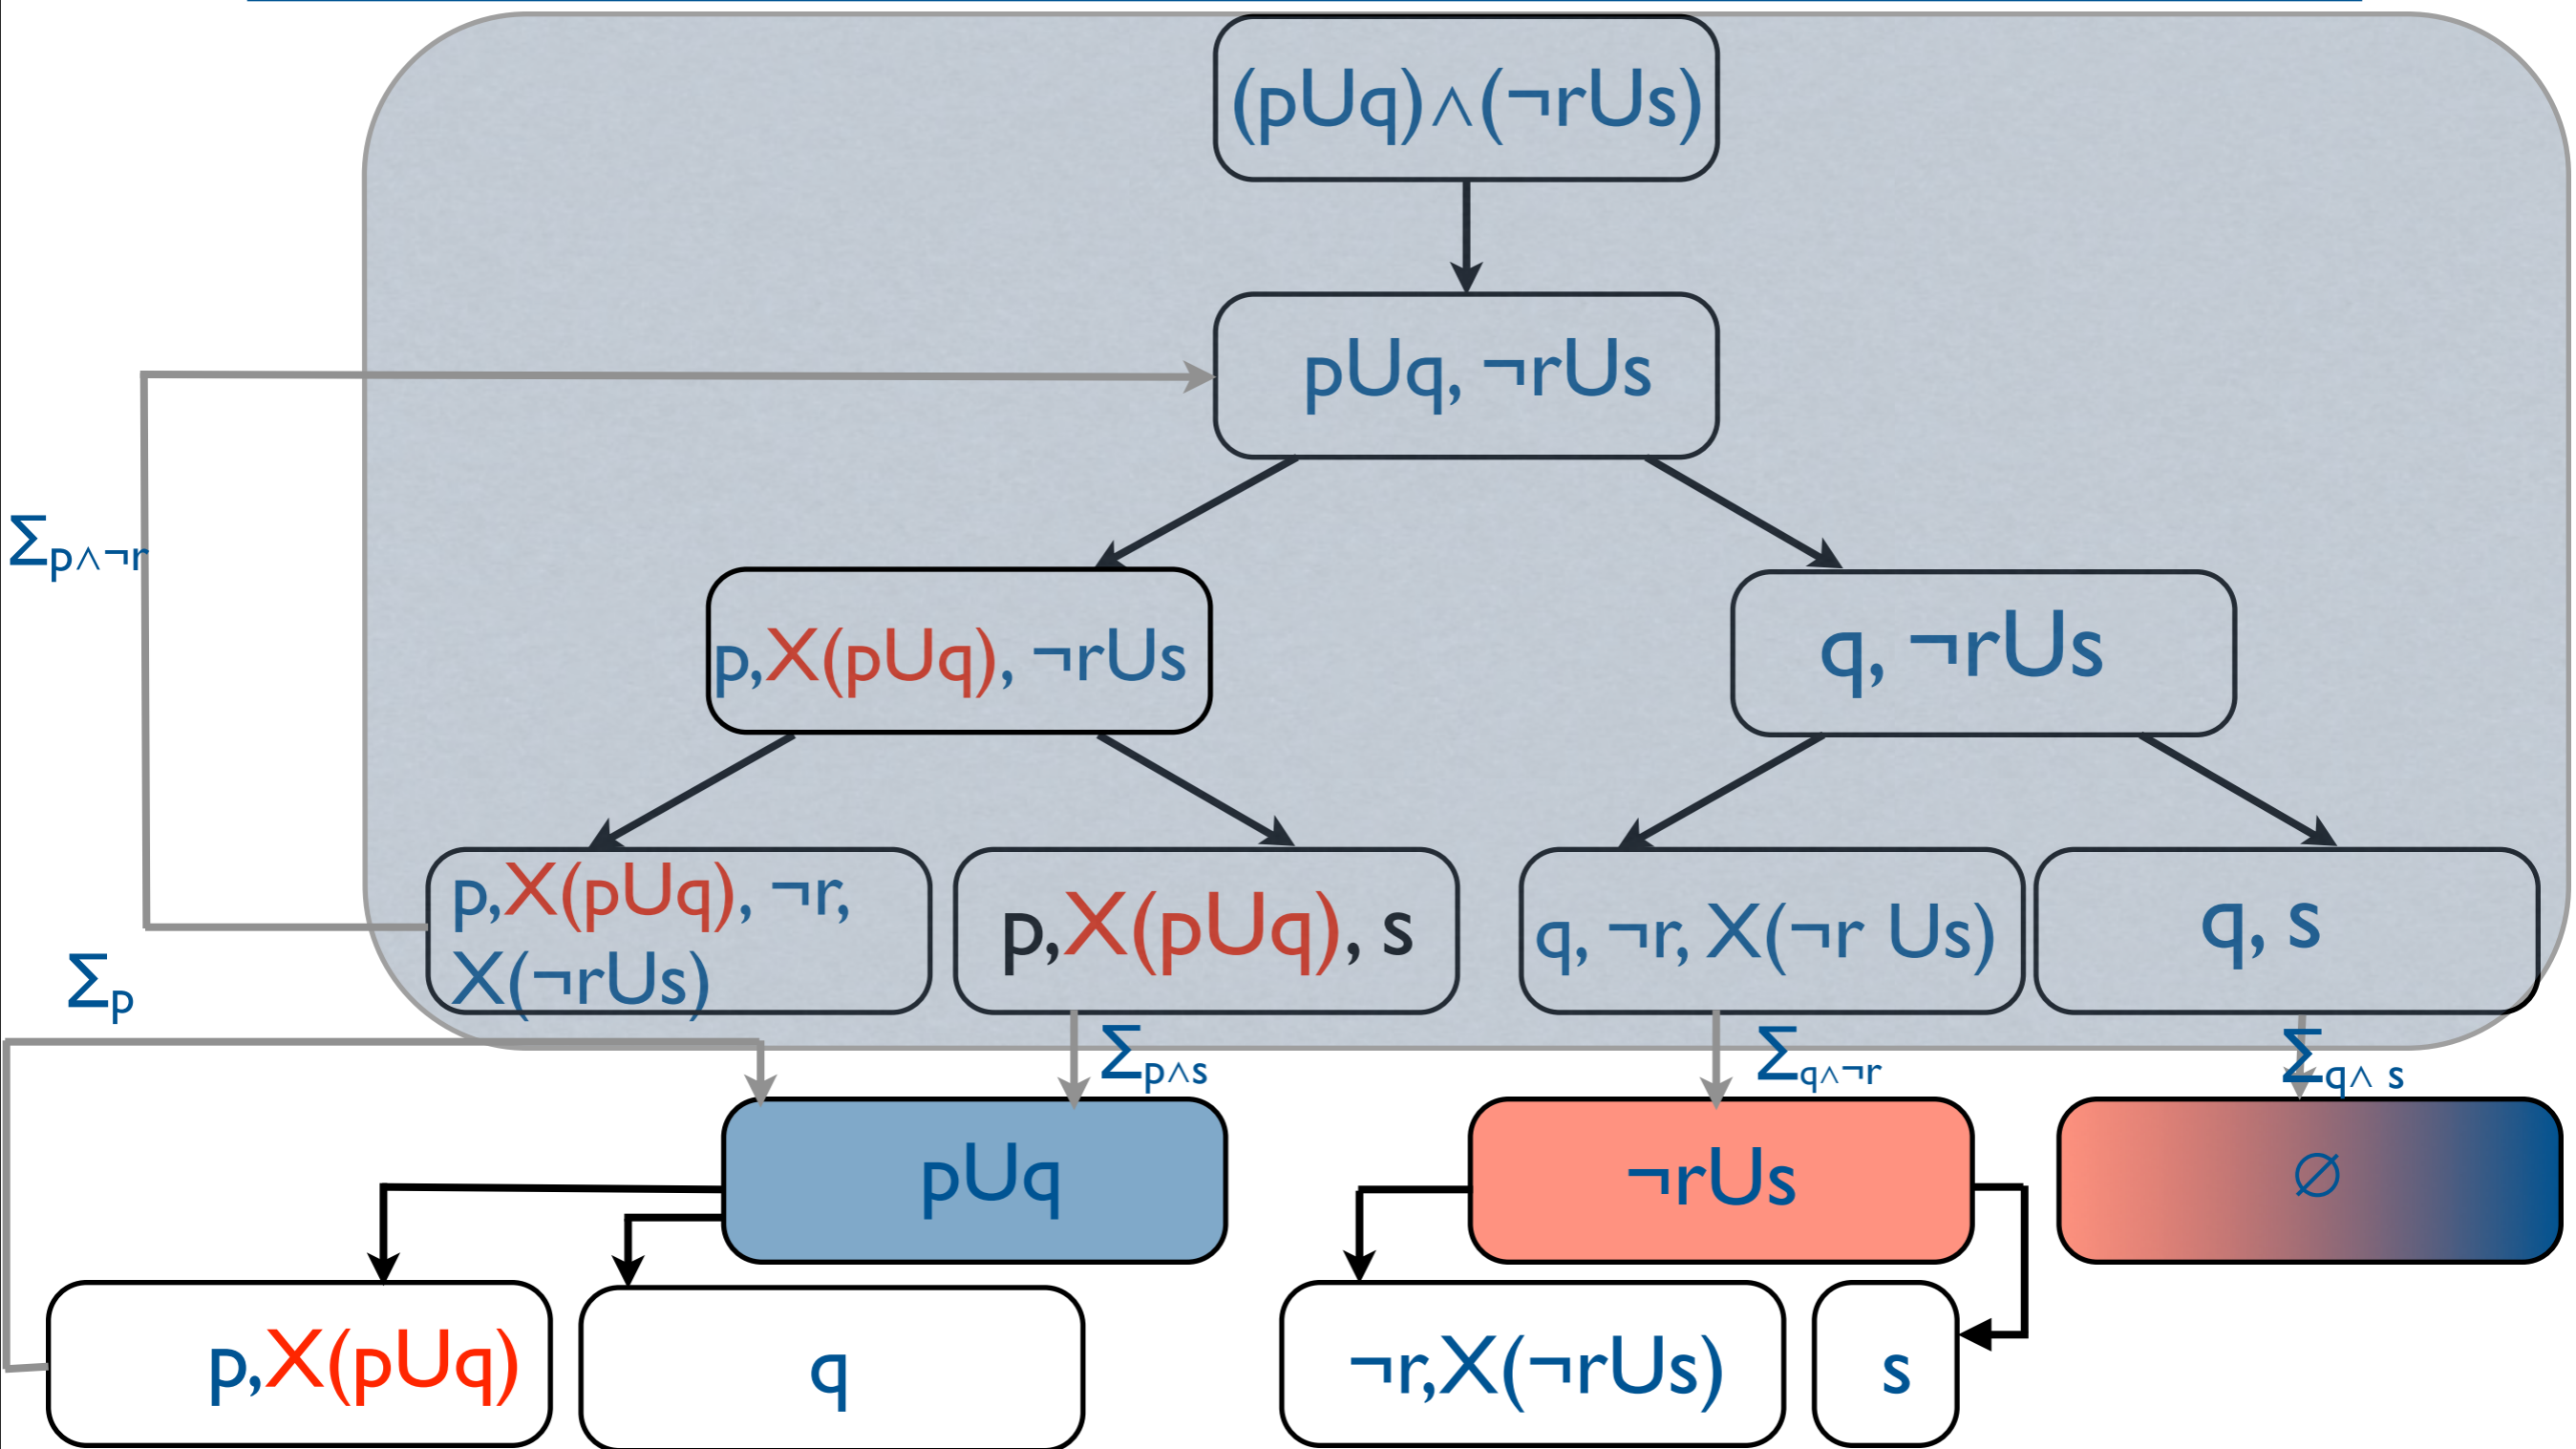 (pUq)∧(¬rUs)
pUq, ¬rUs
Σp∧¬r
p,X(pUq), ¬rUs
q, ¬rUs
p,X(pUq), ¬r,
X(¬rUs)
p,X(pUq), s
q, ¬r, X(¬r Us)
q, s
Σp
Σp∧s
Σq∧¬r
Σq∧ s
pUq
¬rUs
∅
p,X(pUq)
q
¬r,X(¬rUs)
s